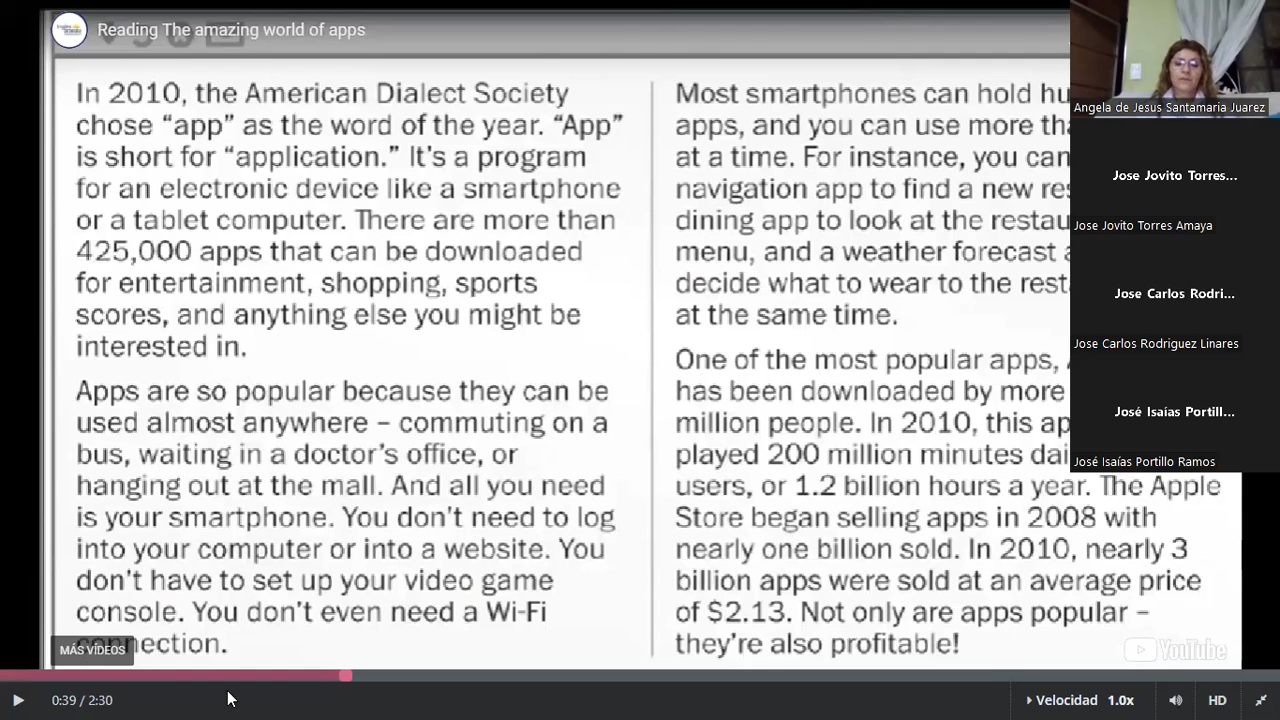 Reading The amazing world of apps
In 2010, the American Dialect Society
chose “app” as the word of the year. “App”
is short for “application.” It's a program
for an electronic device like a smartphone
or a tablet computer. There are more than
425,000 apps that can be downloaded
for entertainment, shopping, sports
scores, and anything else you might be
interested in.
Apps are so popular because they can be
used almost anywhere – commuting on a
bus, waiting in a doctor's office, or
hanging out at the mall. And all you need
is your smartphone. You don't need to log
into your computer or into a website. You
don't have to set up your video game
console. You don't even need a Wi-Fi
connection.
Most smartphones can hold
apps, and you can use more
at a time. For instance, you can
navigation app to find a new
dining app to look at the
menu, and a weather forecast
decide what to wear to the
at the same time.
One of the most popular apps,
has been downloaded by more
million people. In 2010, this
played 200 million minutes
users, or 1.2 billion hours a year. The Apple
Store began selling apps in 2008 with
nearly one billion sold. In 2010, nearly 3
billion apps were sold at an average price
of $2.13. Not only are apps popular –
they're also profitable!
Angela de Jesus Santamaria Juarez
Jose Jovito Torres...
Jose Jovito Torres Amaya
Jose Carlos Rodri...
Jose Carlos Rodriguez Linares
José Isaías Portill...
José Isaías Portillo Ramos
MÁS VÍDEOS
YouTube
0:39 / 2:30
Velocidad 1.0x
HD